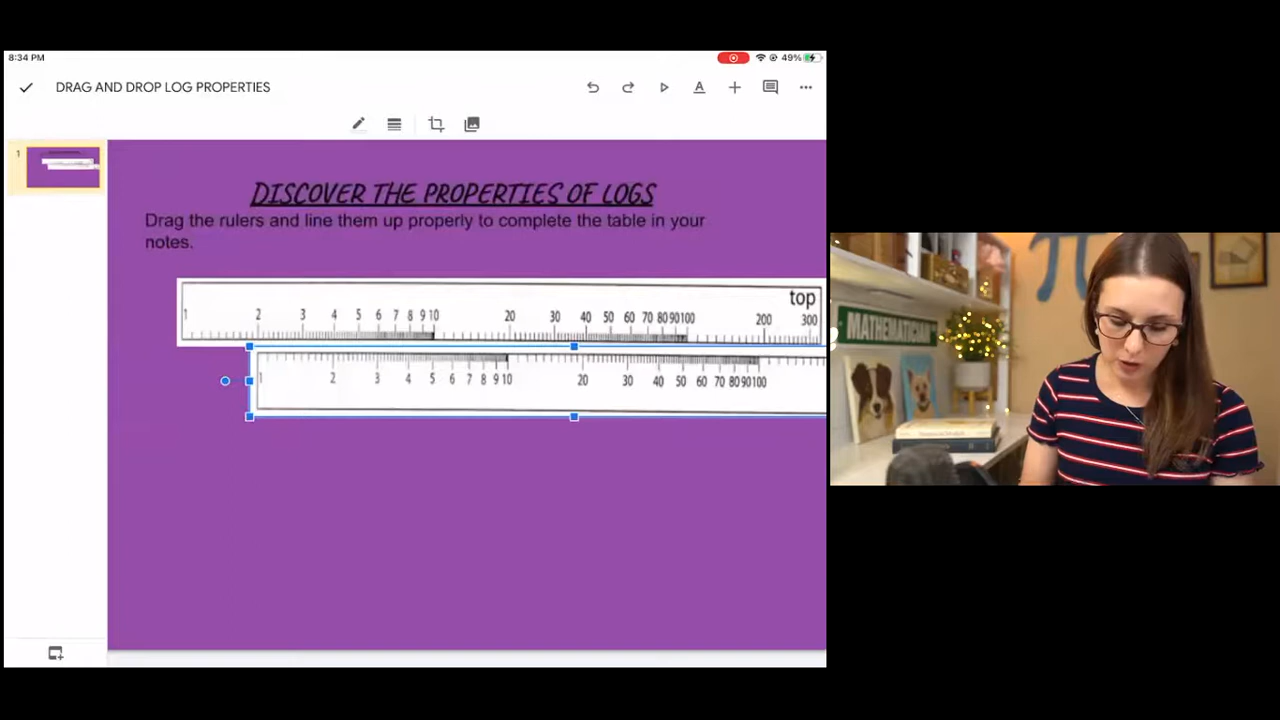 8:34 PM
49%
DRAG AND DROP LOG PROPERTIES
1
DISCOVER THE PROPERTIES OF LOGS
Drag the rulers and line them up properly to complete the table in your
notes.
top
1 2 3 4 5 6 7 8 9 10 20 30 40 50 60 70 80 90 100 200 300
1 2 3 4 5 6 7 8 9 10 20 30 40 50 60 70 80 90 100
MATHEMATICIAN